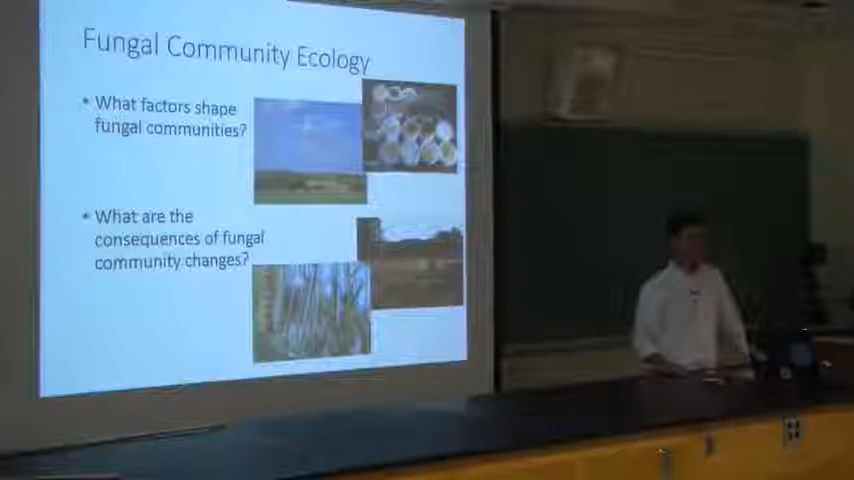 Fungal Community Ecology
• What factors shape
fungal communities?
• What are the
consequences of fungal
community changes?